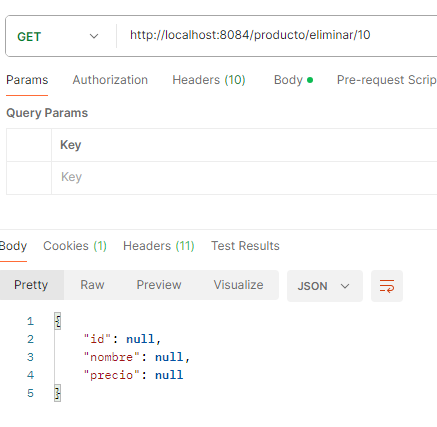 GET http://localhost:8084/producto/eliminar/10
Params Authorization Headers (10) Body Pre-request Scrip
Query Params
Key
Key
Body Cookies (1) Headers (11) Test Results
Pretty Raw Preview Visualize JSON
1 {
2 "id": null,
3 "nombre": null,
4 "precio": null
5 }